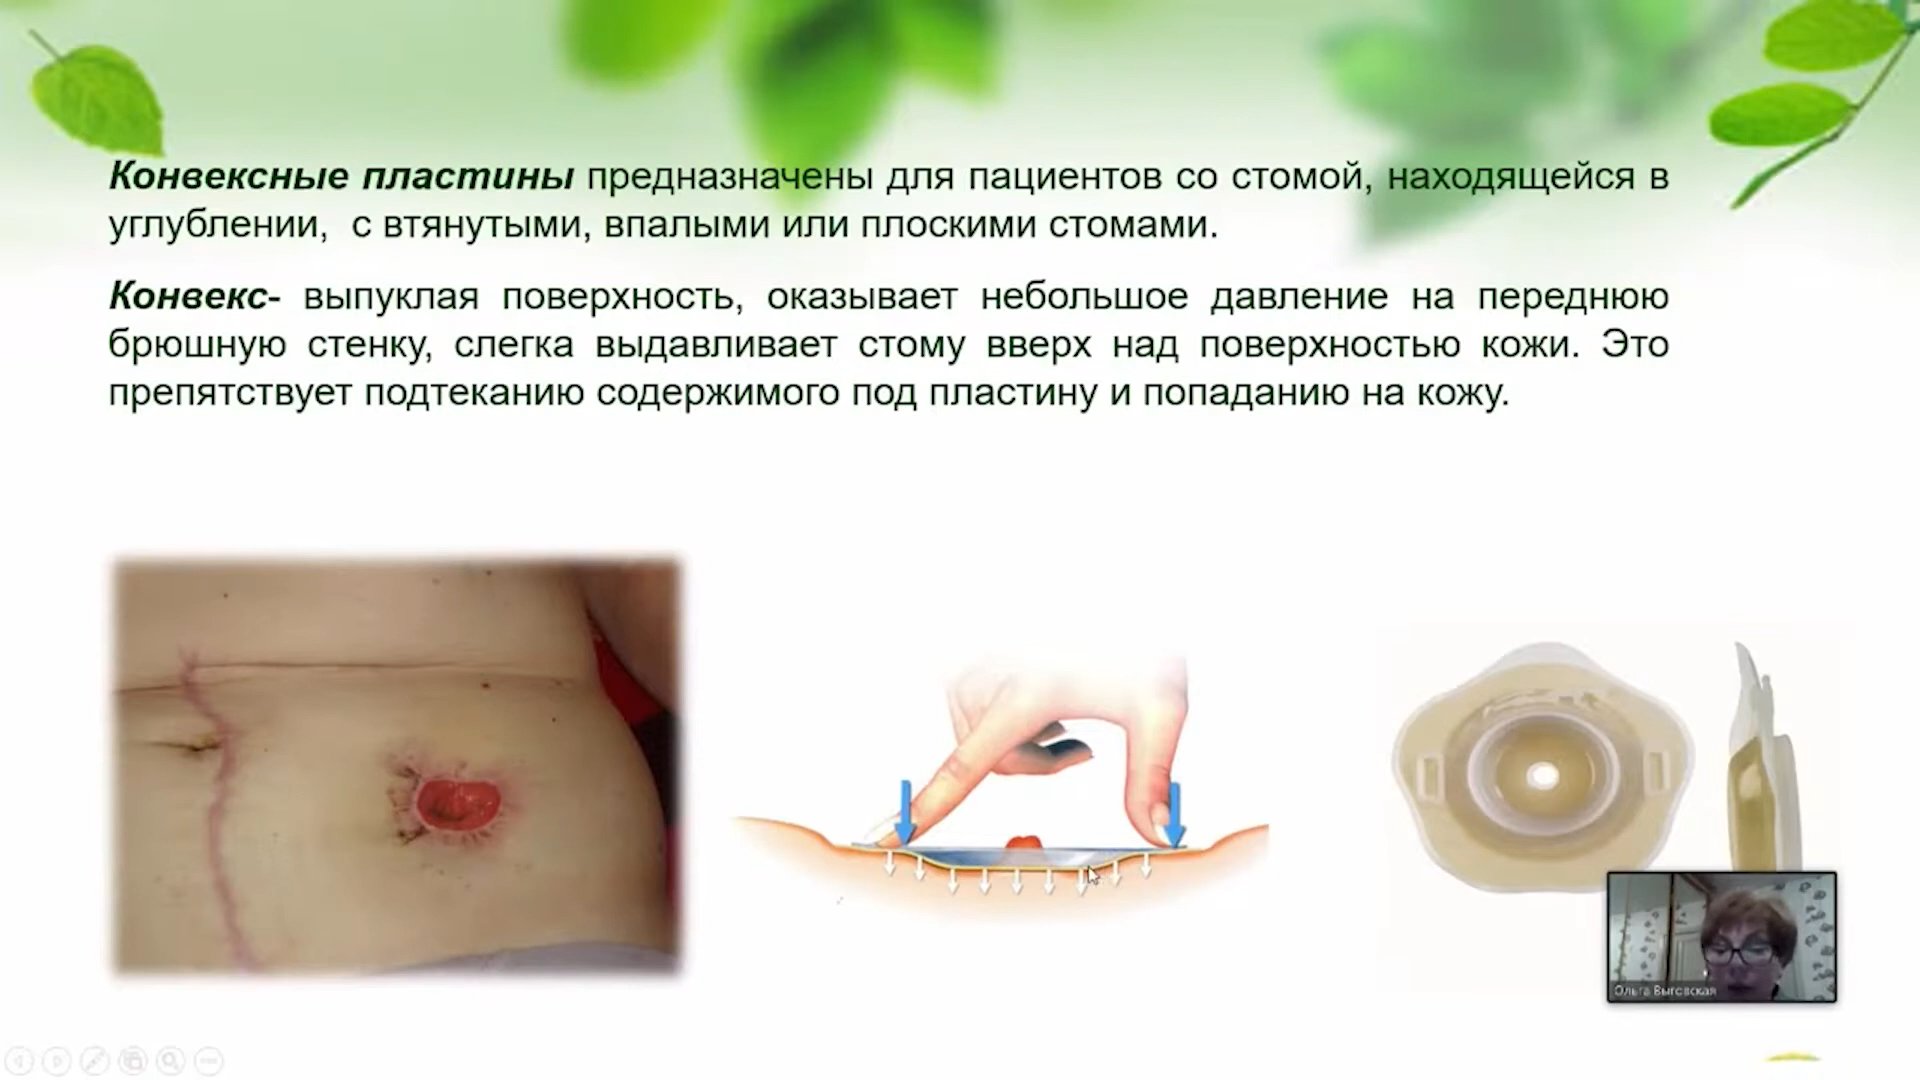 Конвексные пластины предназначены для пациентов со стомой, находящейся в
углублении, с втянутыми, впалыми или плоскими стомами.
Конвекс- выпуклая поверхность, оказывает небольшое давление на переднюю
брюшную стенку, слегка выдавливает стому вверх над поверхностью кожи. Это
препятствует подтеканию содержимого под пластину и попаданию на кожу.
Ольга Выговская